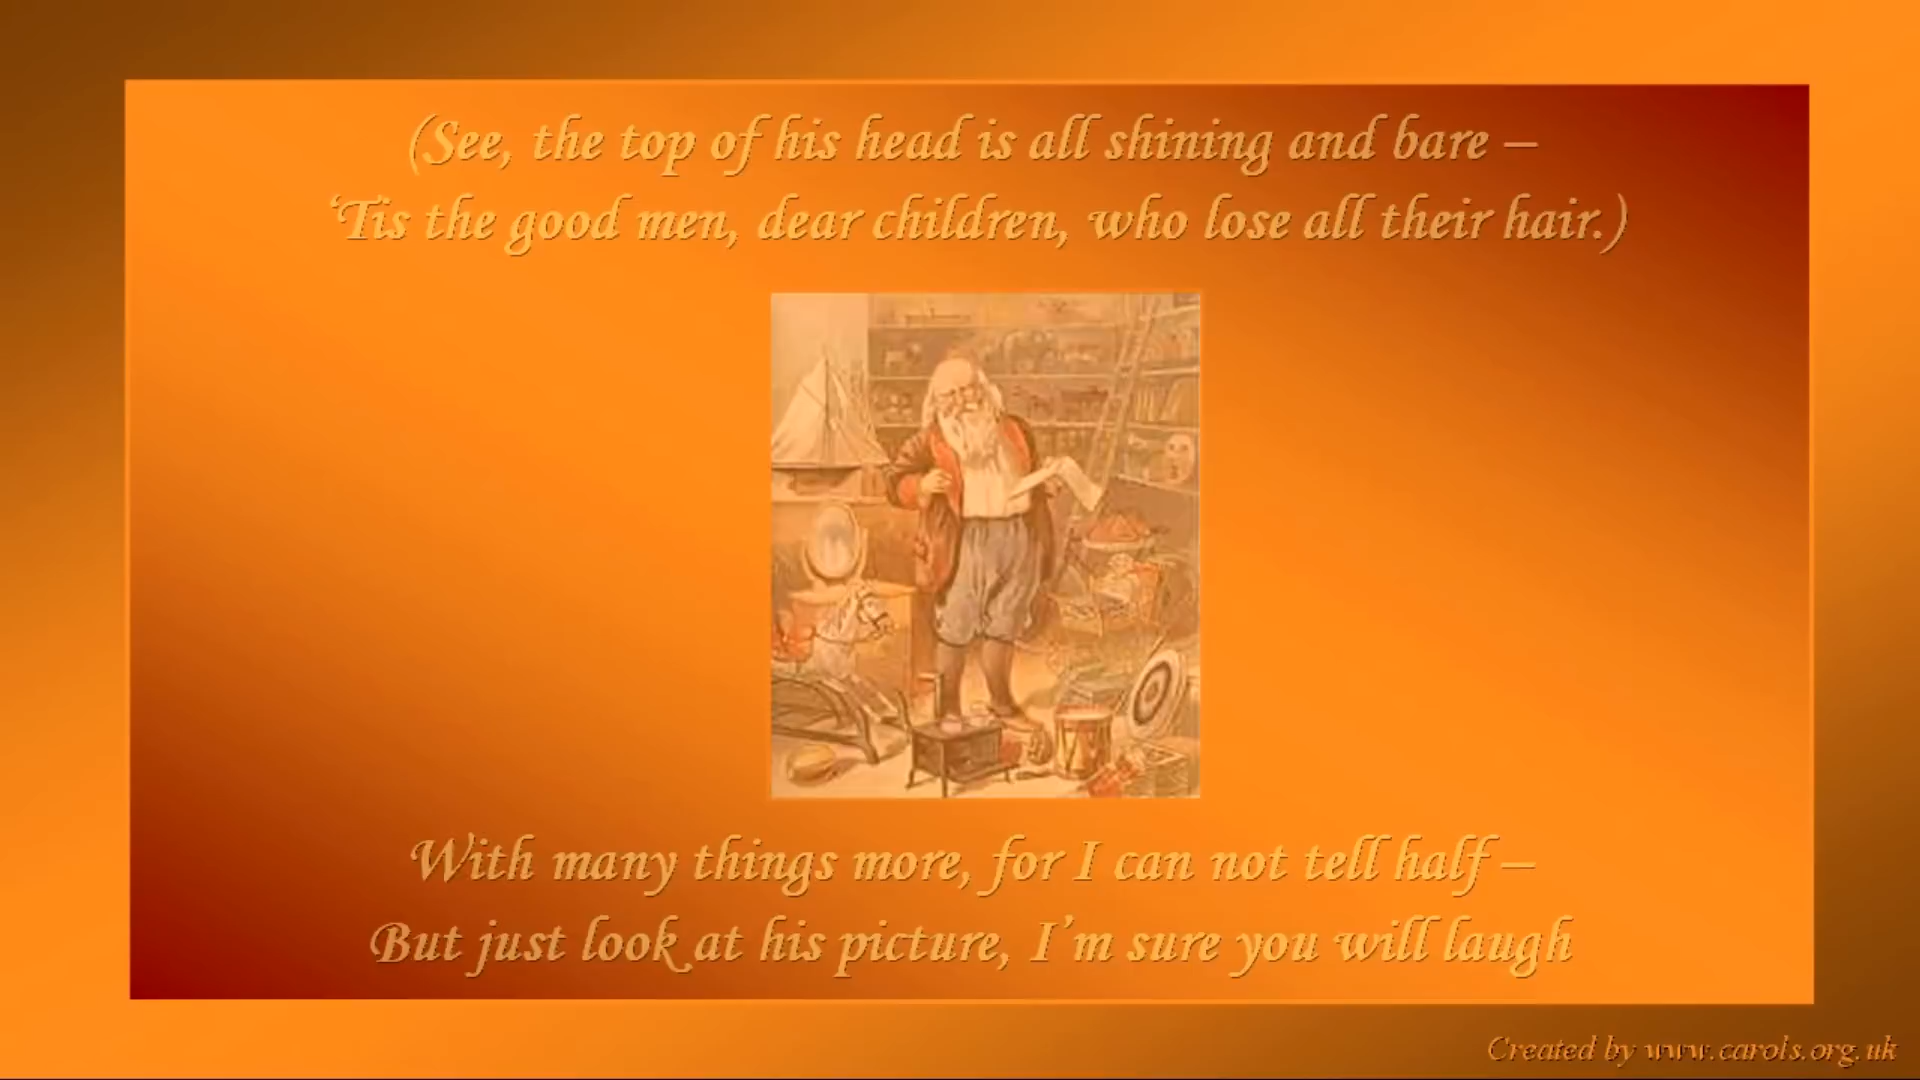 (See, the top of his head is all shining and bare –
‘Tis the good men, dear children, who lose all their hair.)
With many things more, for I can not tell half –
But just look at his picture, I’m sure you will laugh
Created by www.carols.org.uk